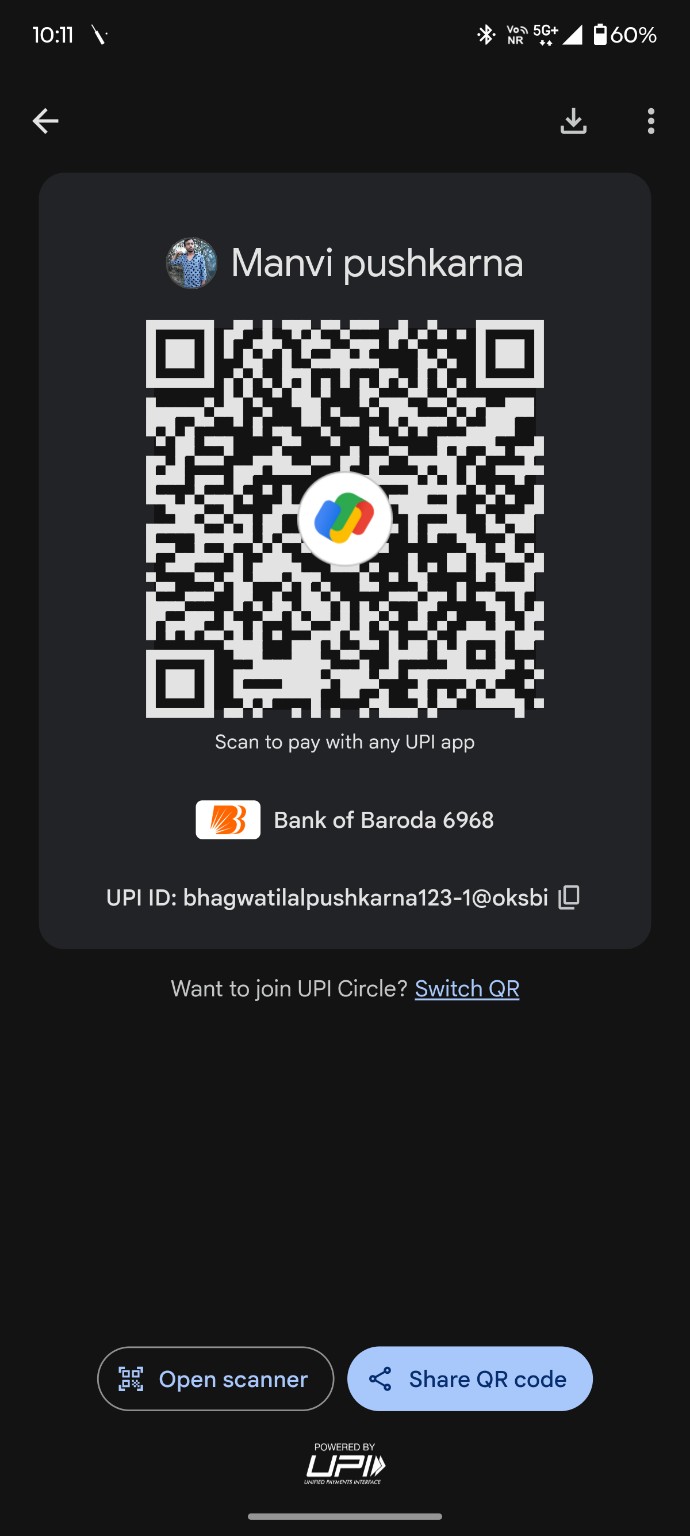 10:11
Vo NR 5G+ 60%
Manvi pushkarna
Scan to pay with any UPI app
Bank of Baroda 6968
UPI ID: bhagwatilalpushkarna123-1@oksbi
Want to join UPI Circle? Switch QR
Open scanner
Share QR code
POWERED BY
UPI
UNIFIED PAYMENTS INTERFACE